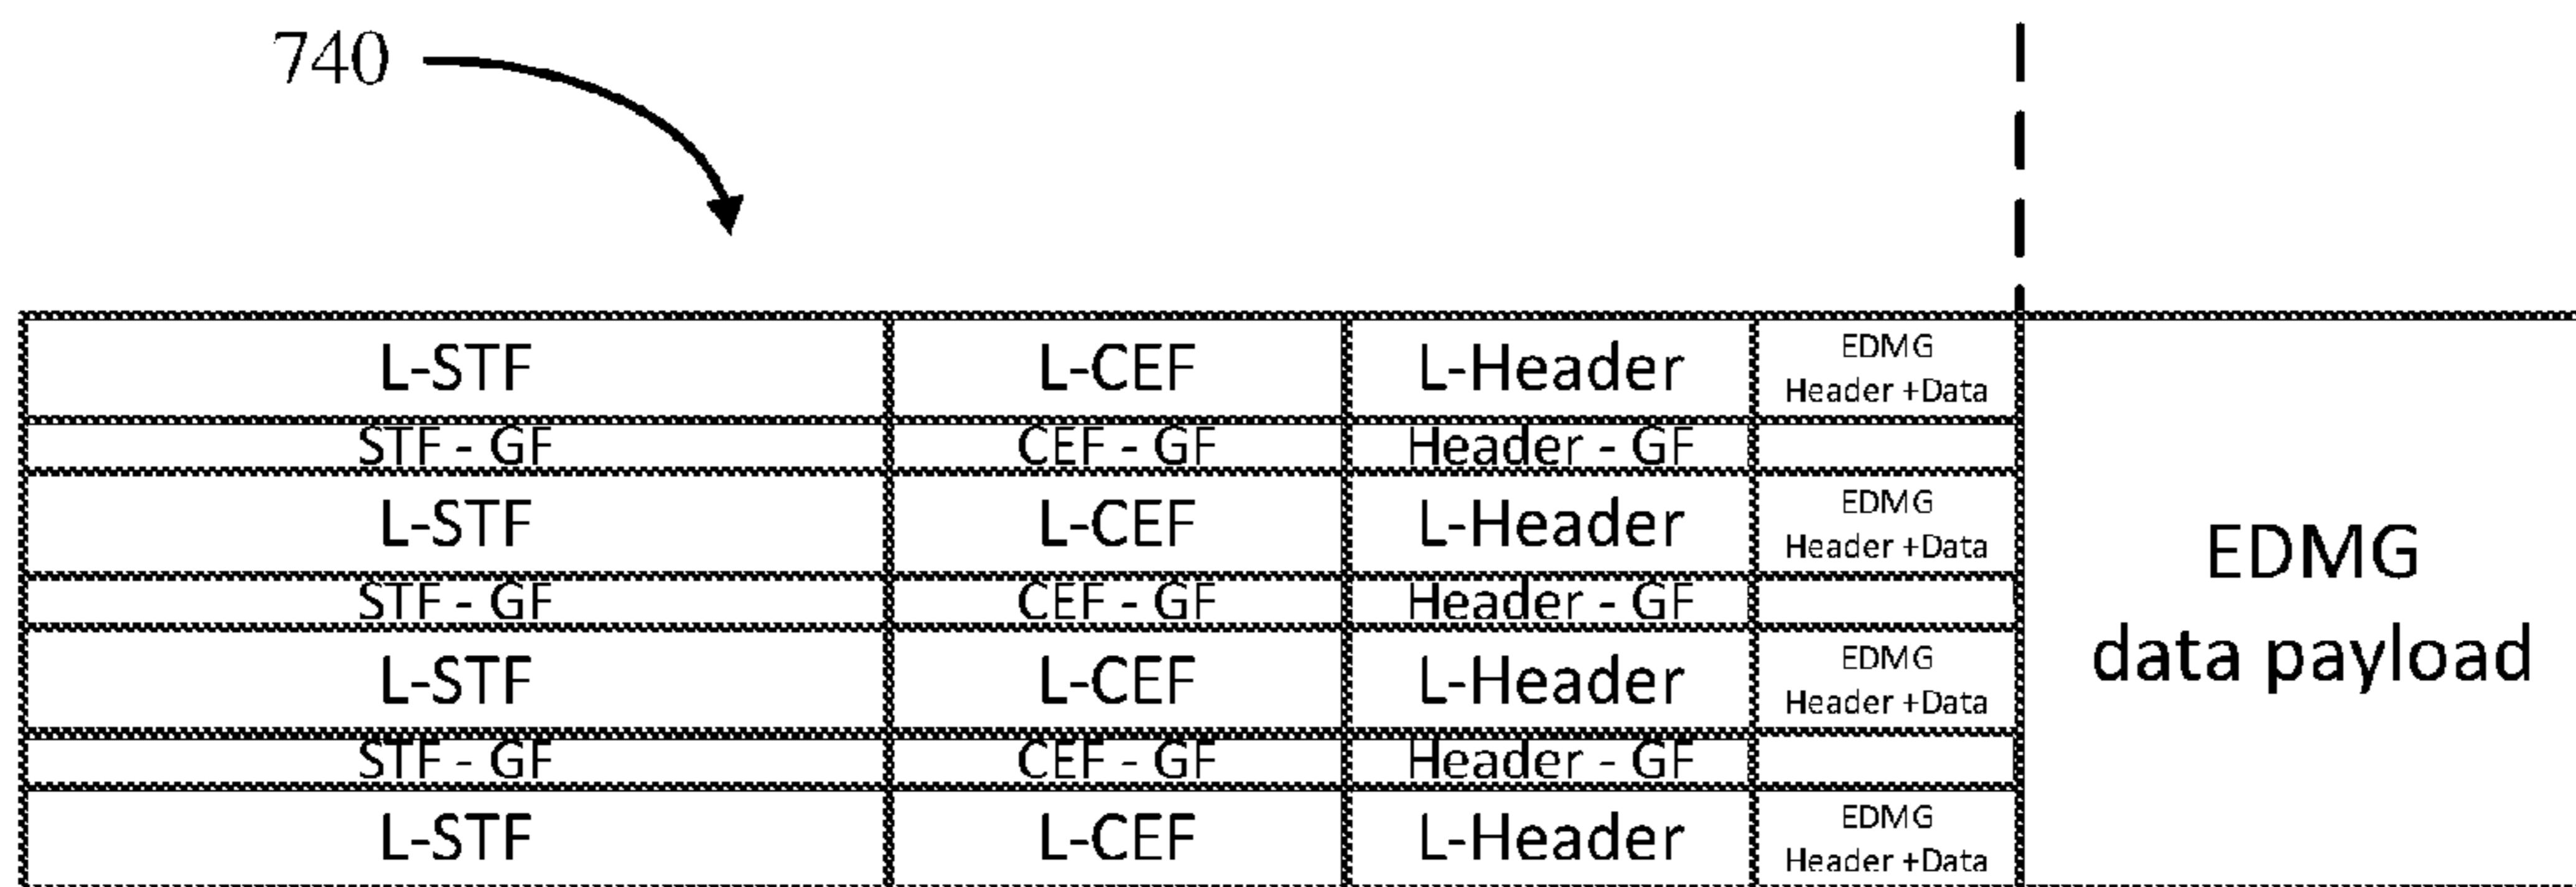 740
L-STF L-CEF L-Header EDMG
Header +Data
STF - GF CEF - GF Header - GF
L-STF L-CEF L-Header EDMG
Header +Data
STF - GF CEF - GF Header - GF
L-STF L-CEF L-Header EDMG
Header +Data
STF - GF CEF - GF Header - GF
L-STF L-CEF L-Header EDMG
Header +Data
EDMG
data payload